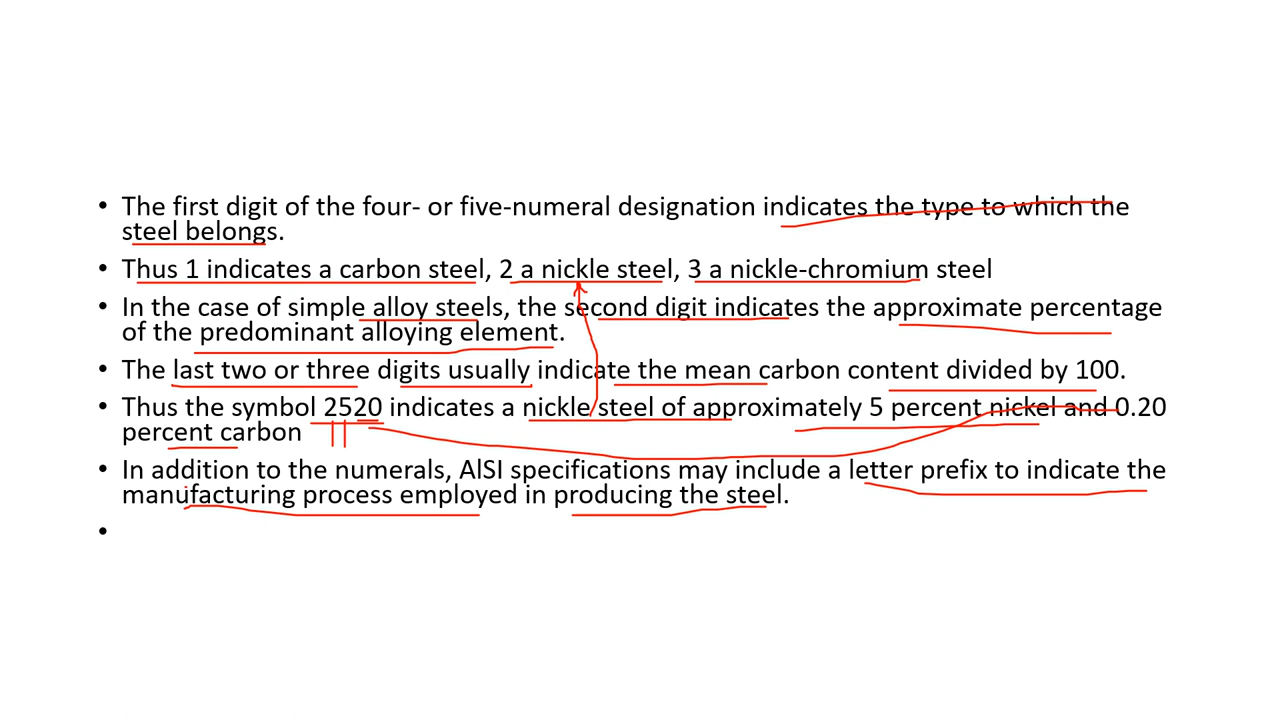 • The first digit of the four- or five-numeral designation indicates the type to which the
steel belongs.
• Thus 1 indicates a carbon steel, 2 a nickle steel, 3 a nickle-chromium steel
• In the case of simple alloy steels, the second digit indicates the approximate percentage
of the predominant alloying element.
• The last two or three digits usually indicate the mean carbon content divided by 100.
• Thus the symbol 2520 indicates a nickle steel of approximately 5 percent nickel and 0.20
percent carbon
• In addition to the numerals, AlSI specifications may include a letter prefix to indicate the
manufacturing process employed in producing the steel.
•